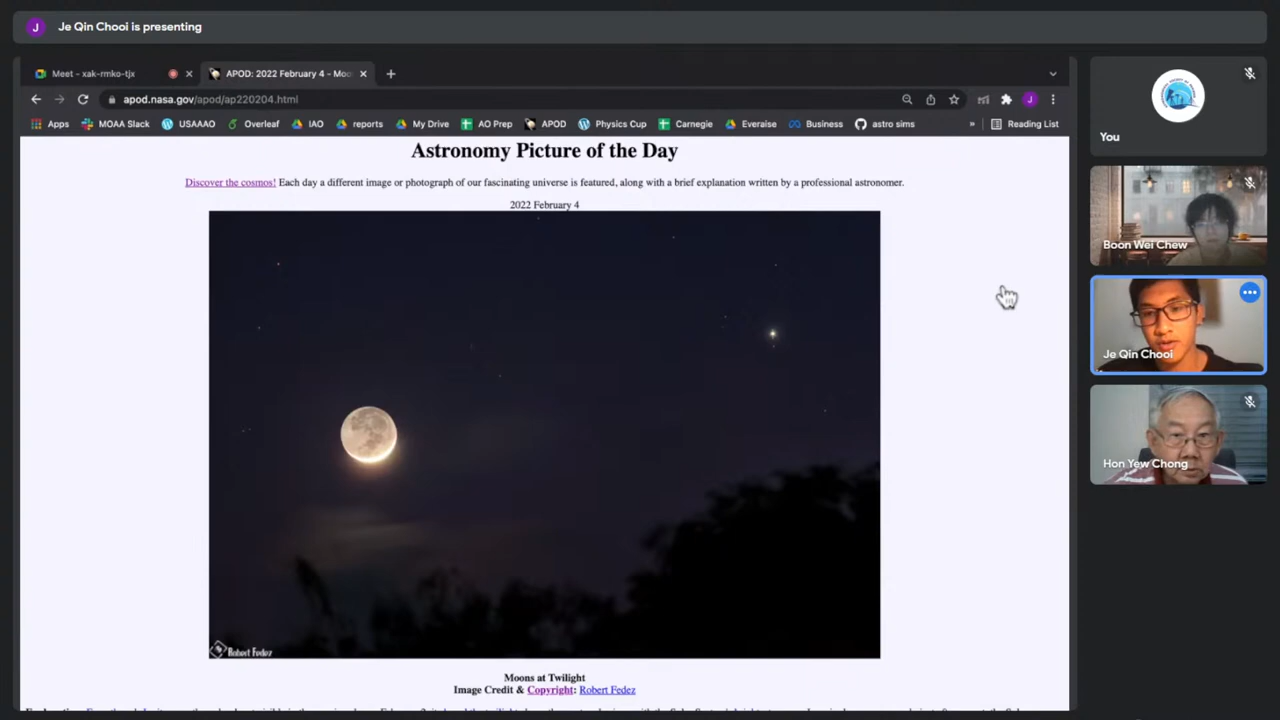 J
Je Qin Chooi is presenting
Meet - xak-rmko-tjx
APOD: 2022 February 4 - Moo
apod.nasa.gov/apod/ap220204.html
J
Apps
MOAA Slack
USAAAO
Overleaf
IAO
reports
My Drive
AO Prep
APOD
Physics Cup
Carnegie
Everaise
Business
astro sims
»
Reading List
Astronomy Picture of the Day
Discover the cosmos! Each day a different image or photograph of our fascinating universe is featured, along with a brief explanation written by a professional astronomer.
2022 February 4
Robert Fedez
Moons at Twilight
Image Credit & Copyright: Robert Fedez
You
Boon Wei Chew
Je Qin Chooi
Hon Yew Chong